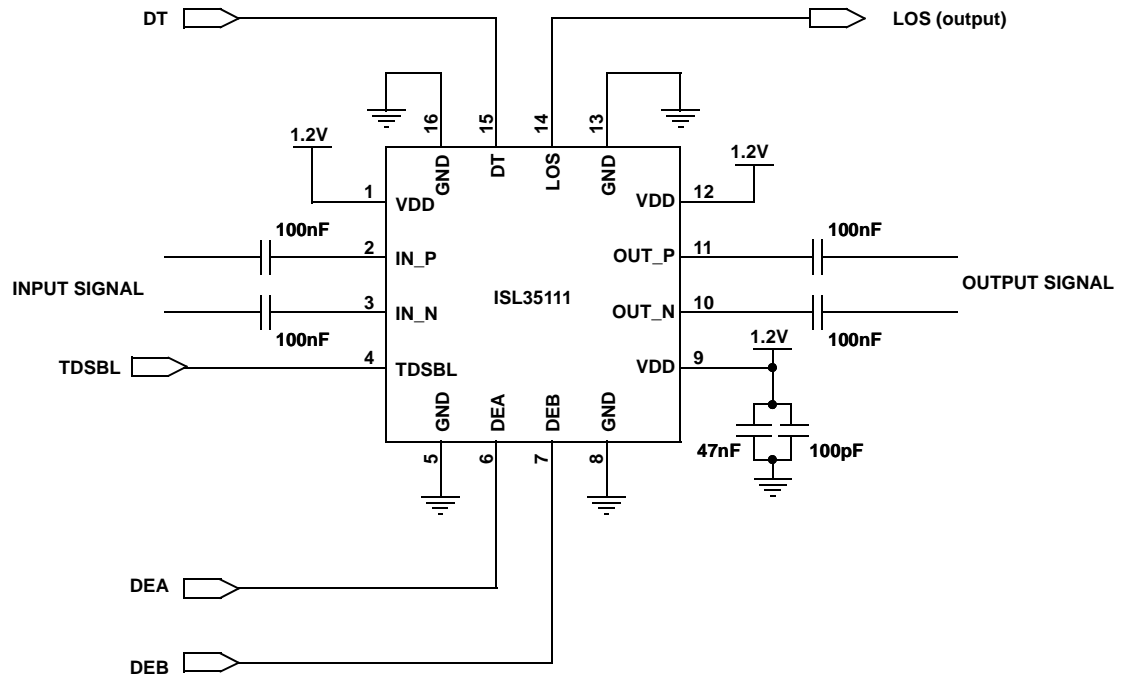 DT
LOS (output)
16
15
14
13
1.2V
1.2V
GND
DT
LOS
GND
1
VDD
VDD
12
100nF
100nF
2
IN_P
OUT_P
11
INPUT SIGNAL
ISL35111
OUTPUT SIGNAL
3
IN_N
OUT_N
10
100nF
100nF
1.2V
TDSBL
4
TDSBL
VDD
9
GND
DEA
DEB
GND
47nF
100pF
5
6
7
8
DEA
DEB